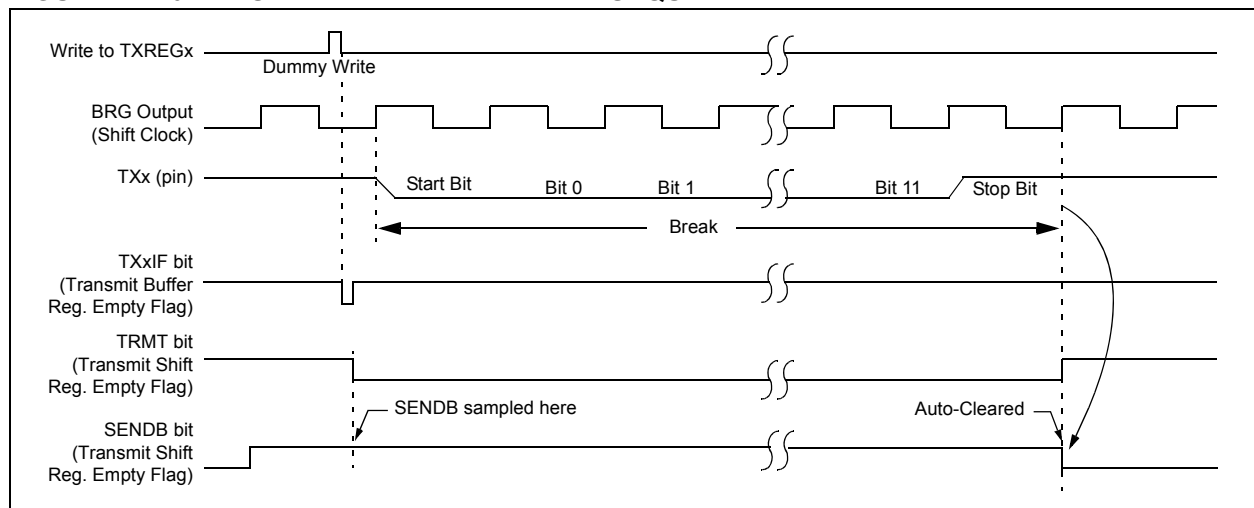 Write to TXREGx
Dummy Write
BRG Output
(Shift Clock)
TXx (pin)
Start Bit
Bit 0
Bit 1
Bit 11
Stop Bit
Break
TXxIF bit
(Transmit Buffer
Reg. Empty Flag)
TRMT bit
(Transmit Shift
Reg. Empty Flag)
SENDB sampled here
Auto-Cleared
SENDB bit
(Transmit Shift
Reg. Empty Flag)